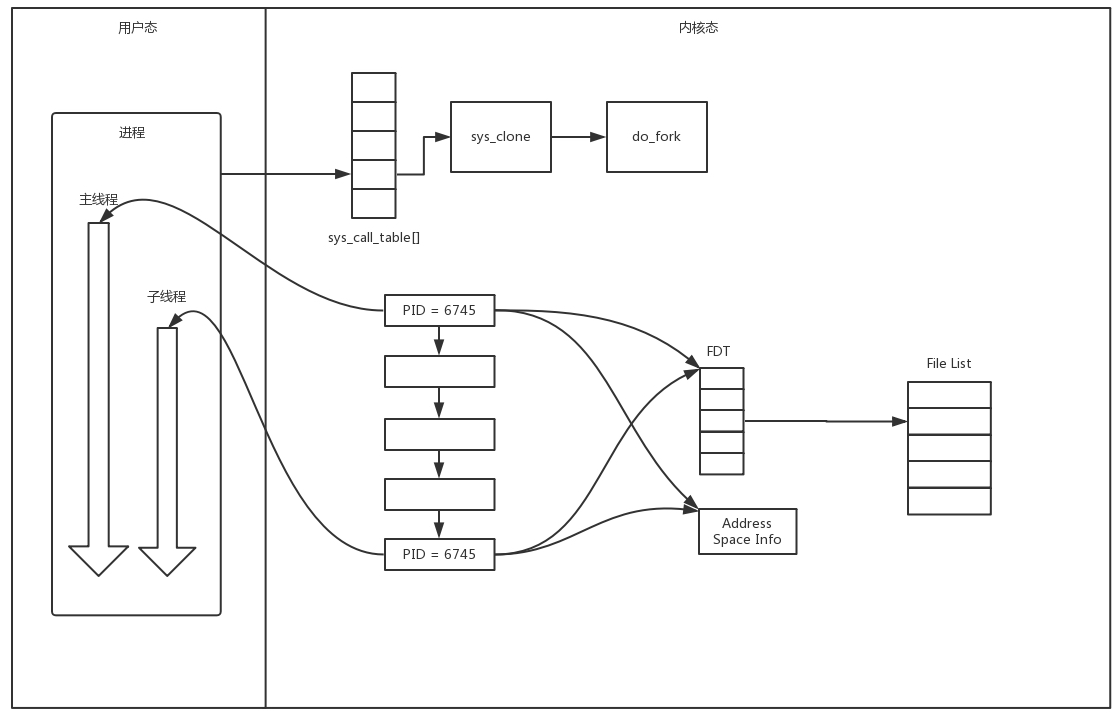 用户态
内核态
进程
主线程
子线程
sys_clone
do_fork
sys_call_table[]
PID = 6745
PID = 6745
FDT
File List
Address
Space Info